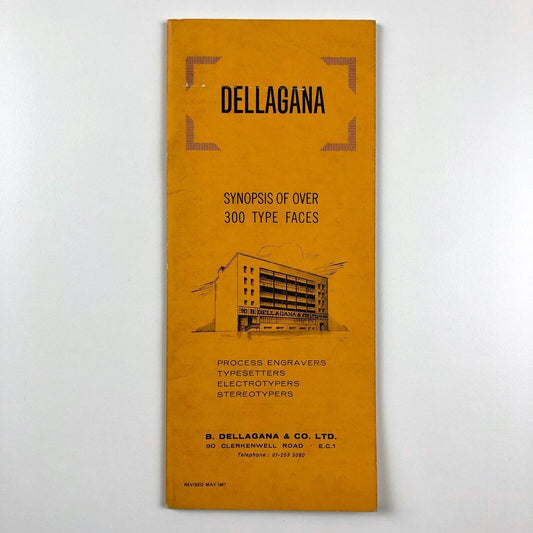 DELLAGANA
SYNOPSIS OF OVER
300 TYPE FACES
90 B. DELLAGANA & CO. LTD.
PROCESS ENGRAVERS
TYPESETTERS
ELECTROTYPERS
STEREOTYPERS
B. DELLAGANA & CO. LTD.
90 CLERKENWELL ROAD · E.C.1
Telephone: 01-253 3080
REVISED MAY 1967